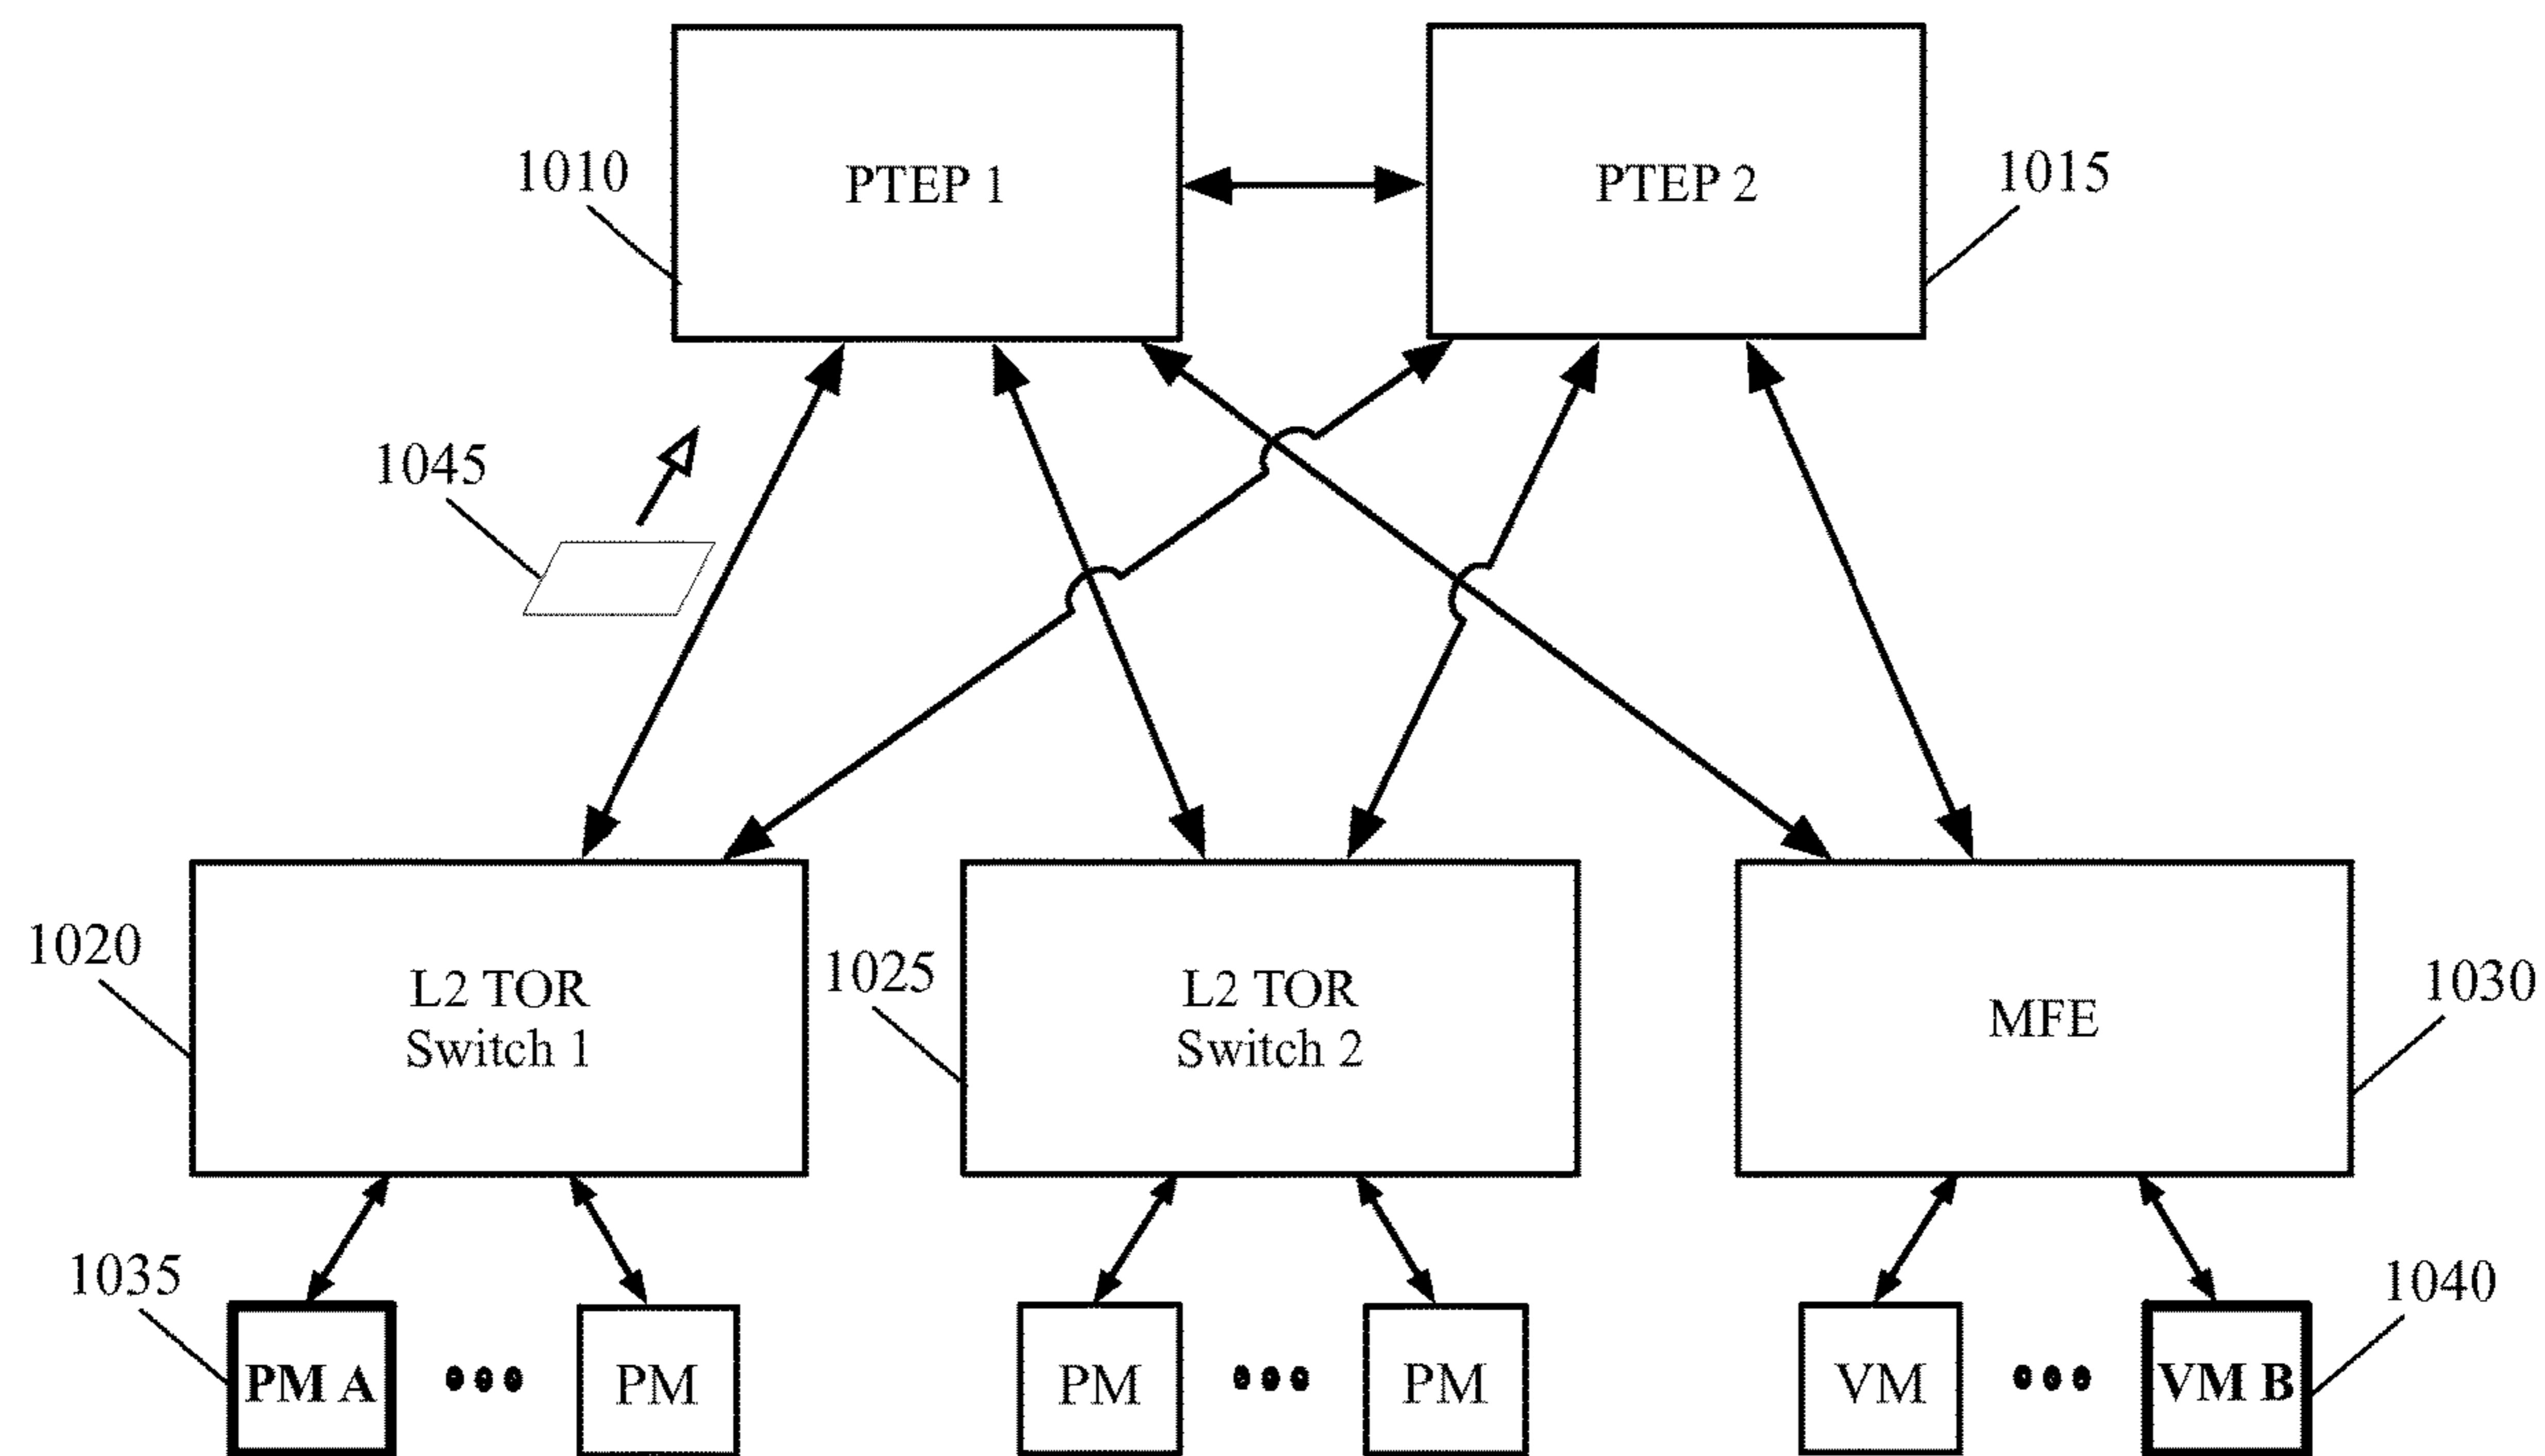 1010
PTEP 1
PTEP 2
1015
1045
1020
L2 TOR
Switch 1
1025
L2 TOR
Switch 2
MFE
1030
1035
PM A
PM
PM
PM
VM
VM B
1040